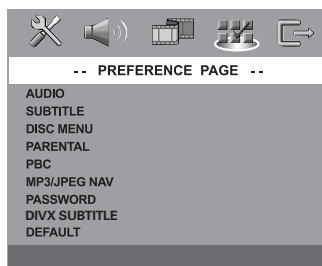 -- PREFERENCE PAGE --
AUDIO
SUBTITLE
DISC MENU
PARENTAL
PBC
MP3/JPEG NAV
PASSWORD
DIVX SUBTITLE
DEFAULT